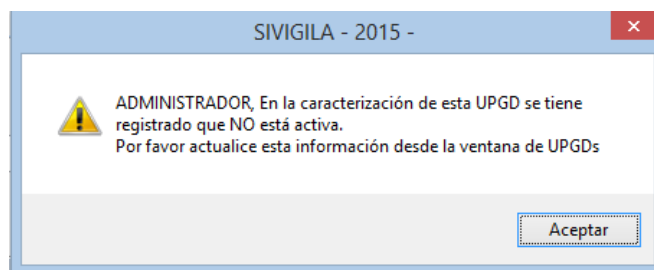 SIVIGILA - 2015 -
ADMINISTRADOR, En la caracterización de esta UPGD se tiene
registrado que NO está activa.
Por favor actualice esta información desde la ventana de UPGDs
Aceptar